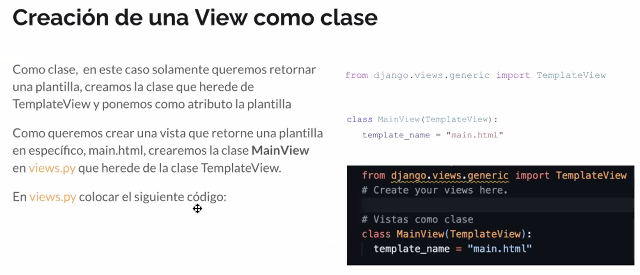 Creación de una View como clase
Como clase, en este caso solamente queremos retornar
una plantilla, creamos la clase que herede de
TemplateView y ponemos como atributo la plantilla
Como queremos crear una vista que retorne una plantilla
en específico, main.html, crearemos la clase MainView
en views.py que herede de la clase TemplateView.
En views.py colocar el siguiente código:
from django.views.generic import TemplateView
class MainView(TemplateView):
template_name = "main.html"
from django.views.generic import TemplateView
# Create your views here.
# Vistas como clase
class MainView(TemplateView):
template_name = "main.html"